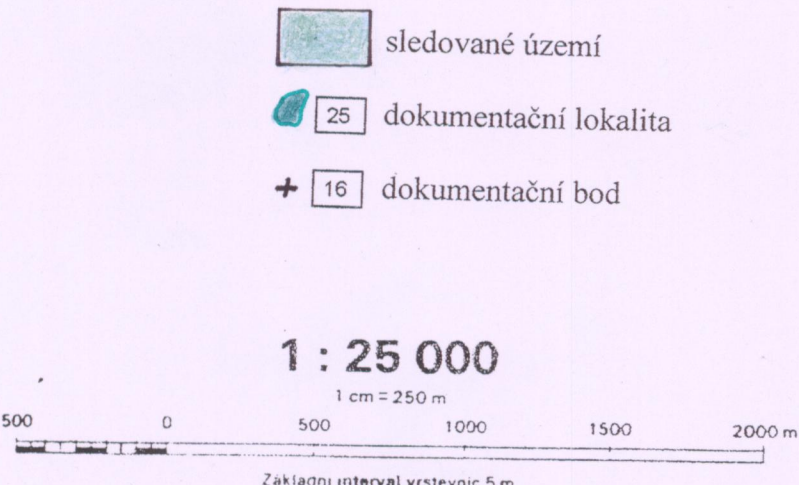 sledované území
25 dokumentační lokalita
16 dokumentační bod
1 : 25 000
1 cm = 250 m
500 0 500 1000 1500 2000 m
Základní interval vrstevnic 5 m